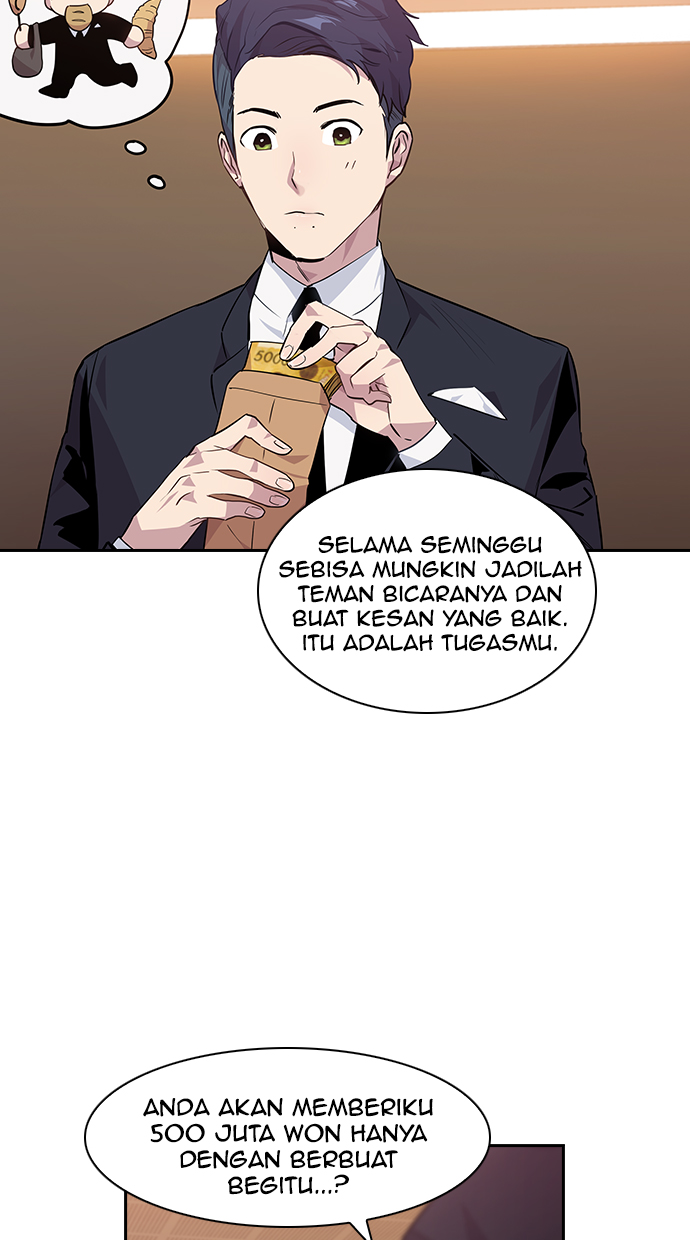 5000
SELAMA SEMINGGU
SEBISA MUNGKIN JADILAH
TEMAN BICARANYA DAN
BUAT KESAN YANG BAIK.
ITU ADALAH TUGASMU.
ANDA AKAN MEMBERIKU
500 JUTA WON HANYA
DENGAN BERBUAT
BEGITU...?